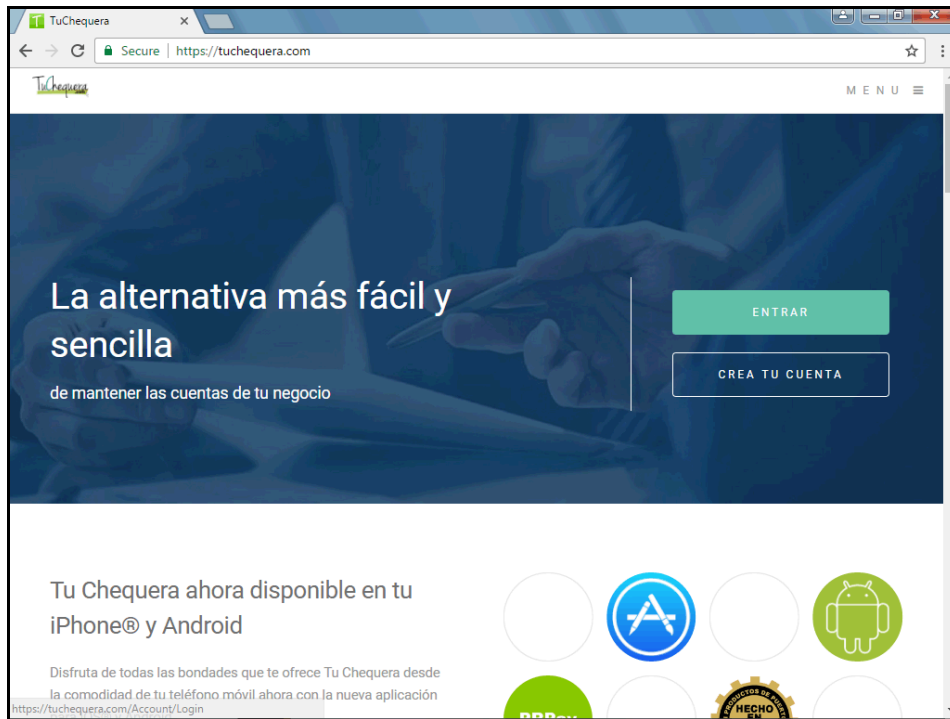 TuChequera
Secure | https://tuchequera.com
TuChequera
MENU
La alternativa más fácil y
sencilla
de mantener las cuentas de tu negocio
ENTRAR
CREA TU CUENTA
Tu Chequera ahora disponible en tu
iPhone® y Android
Disfruta de todas las bondades que te ofrece Tu Chequera desde
la comodidad de tu teléfono móvil ahora con la nueva aplicación
PRODUCTOS DE
HECHO
EN
https://tuchequera.com/Account/Login